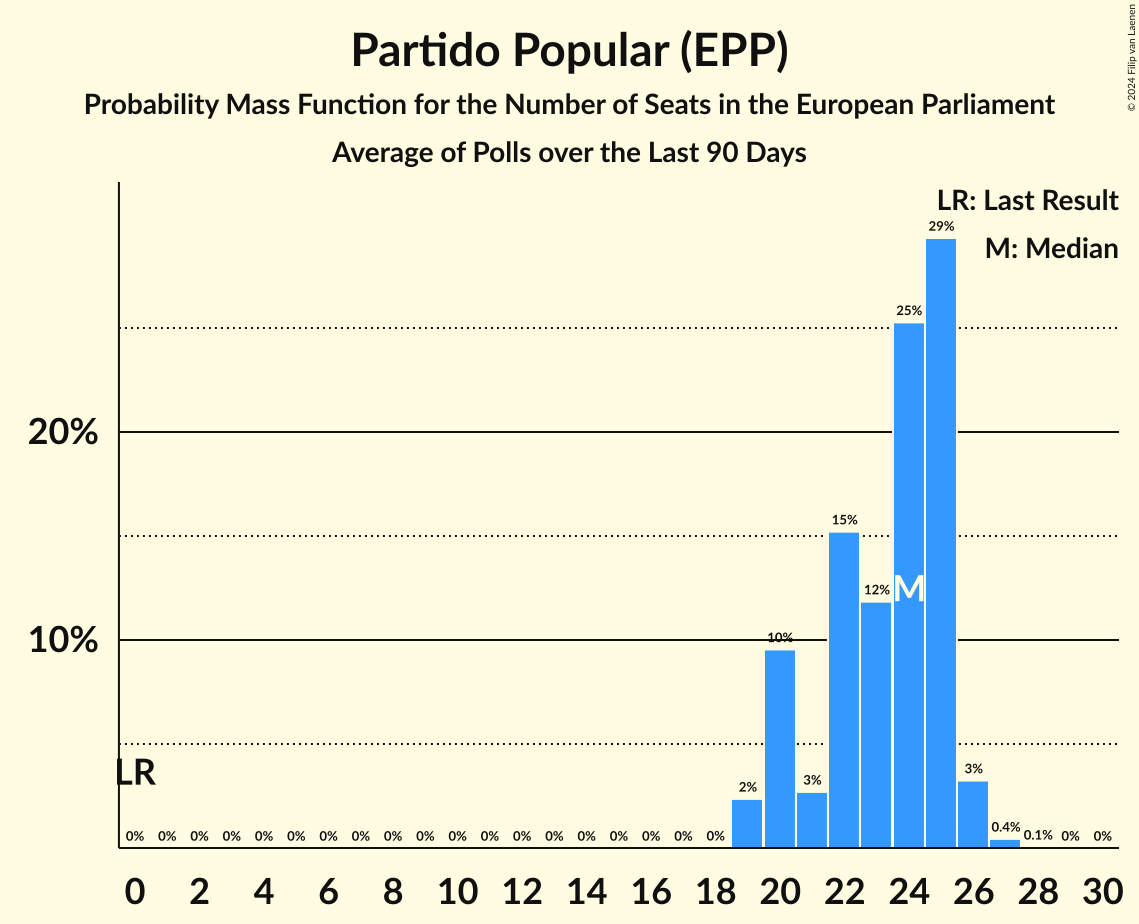 Partido Popular (EPP)
Probability Mass Function for the Number of Seats in the European Parliament
Average of Polls over the Last 90 Days
© 2024 Filip van Laenen
LR: Last Result
M: Median
29%
25%
20%
15%
12%
M
10%
10%
LR
2%
3%
3%
0% 0% 0% 0% 0% 0% 0% 0% 0% 0% 0% 0% 0% 0% 0% 0% 0% 0% 0% 0.4% 0.1% 0% 0%
0 2 4 6 8 10 12 14 16 18 20 22 24 26 28 30